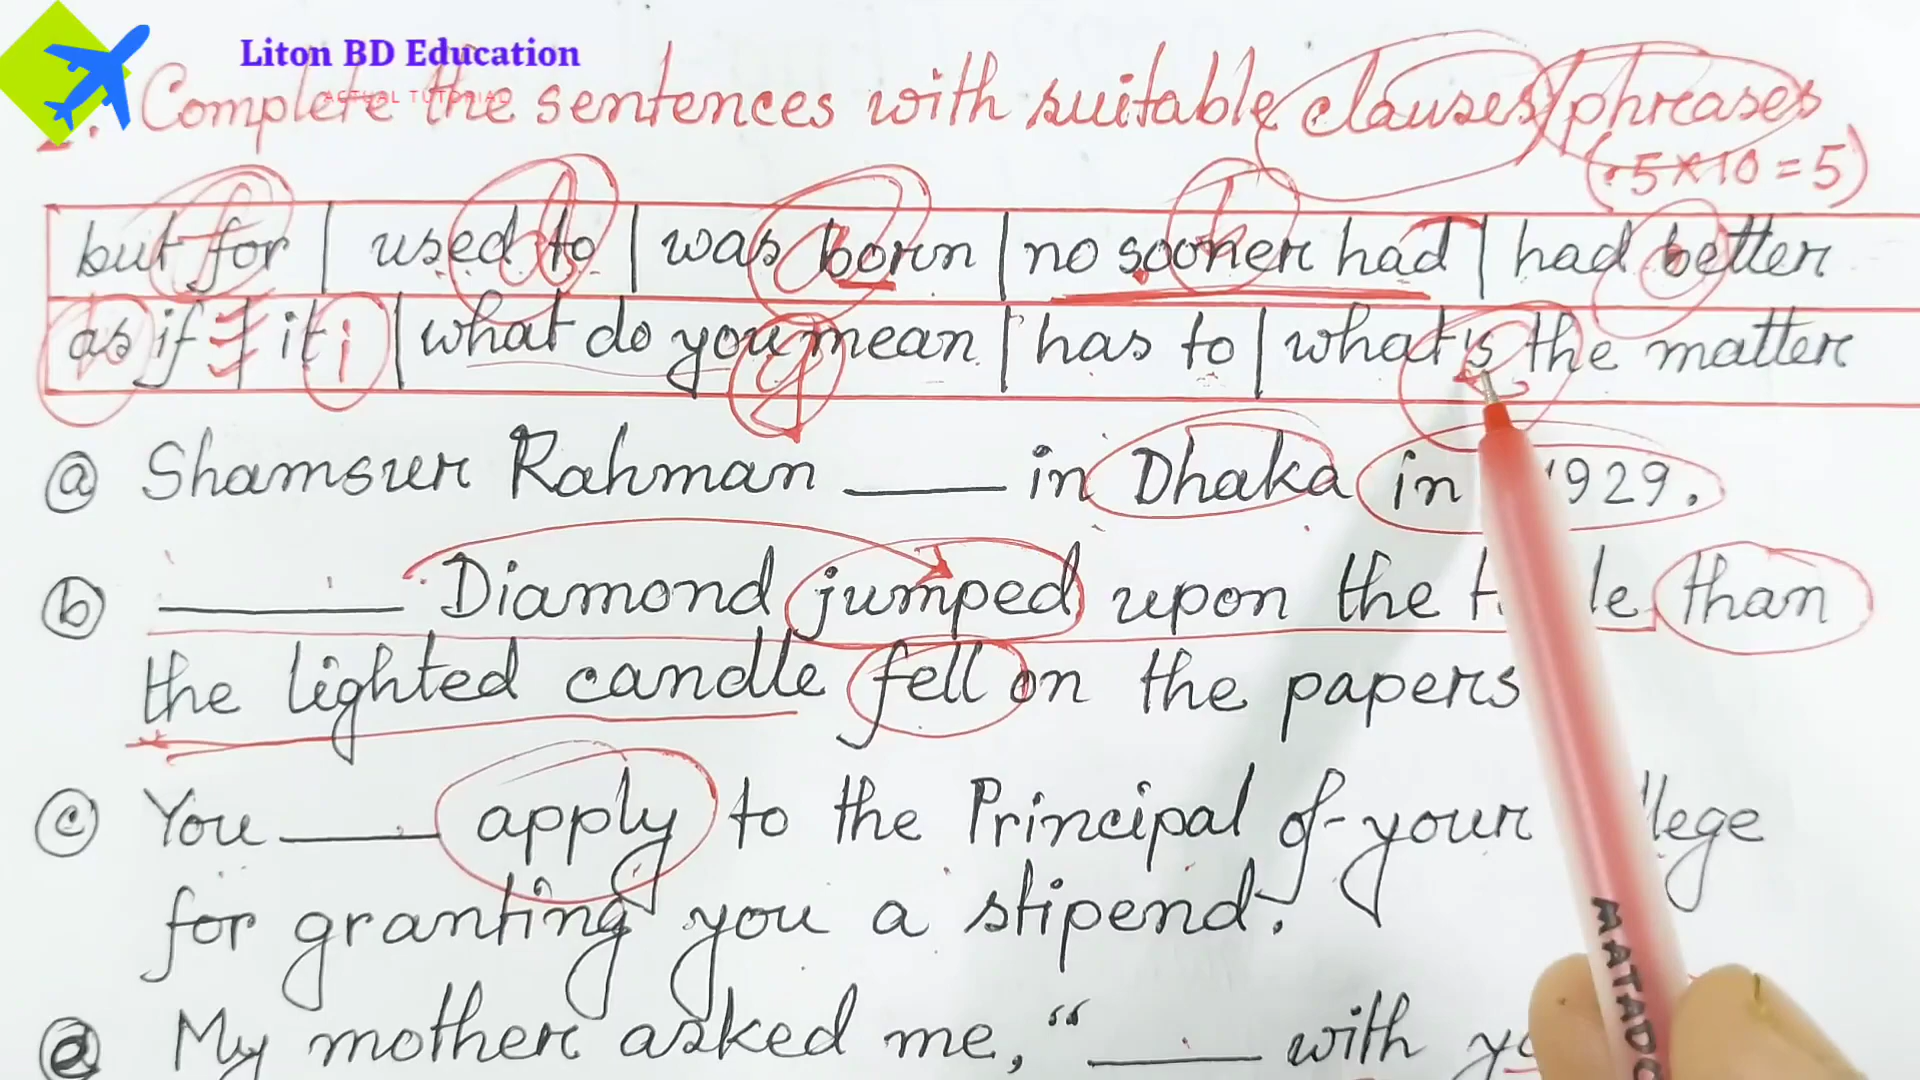 Liton BD Education
ACTUAL TUTORIAL
Complete the sentences with suitable clauses/phrases
(.5×10=5)
but for | used to | was born | no sooner had | had better
as if | it | what do you mean | has to | what's the matter
a Shamsur Rahman ____ in Dhaka in 1929.
b ____ Diamond jumped upon the than
the lighted candle fell on the papers
c You ____ apply to the Principal of your
for granting you a stipend.
d My mother asked me, "____ with
MATADO